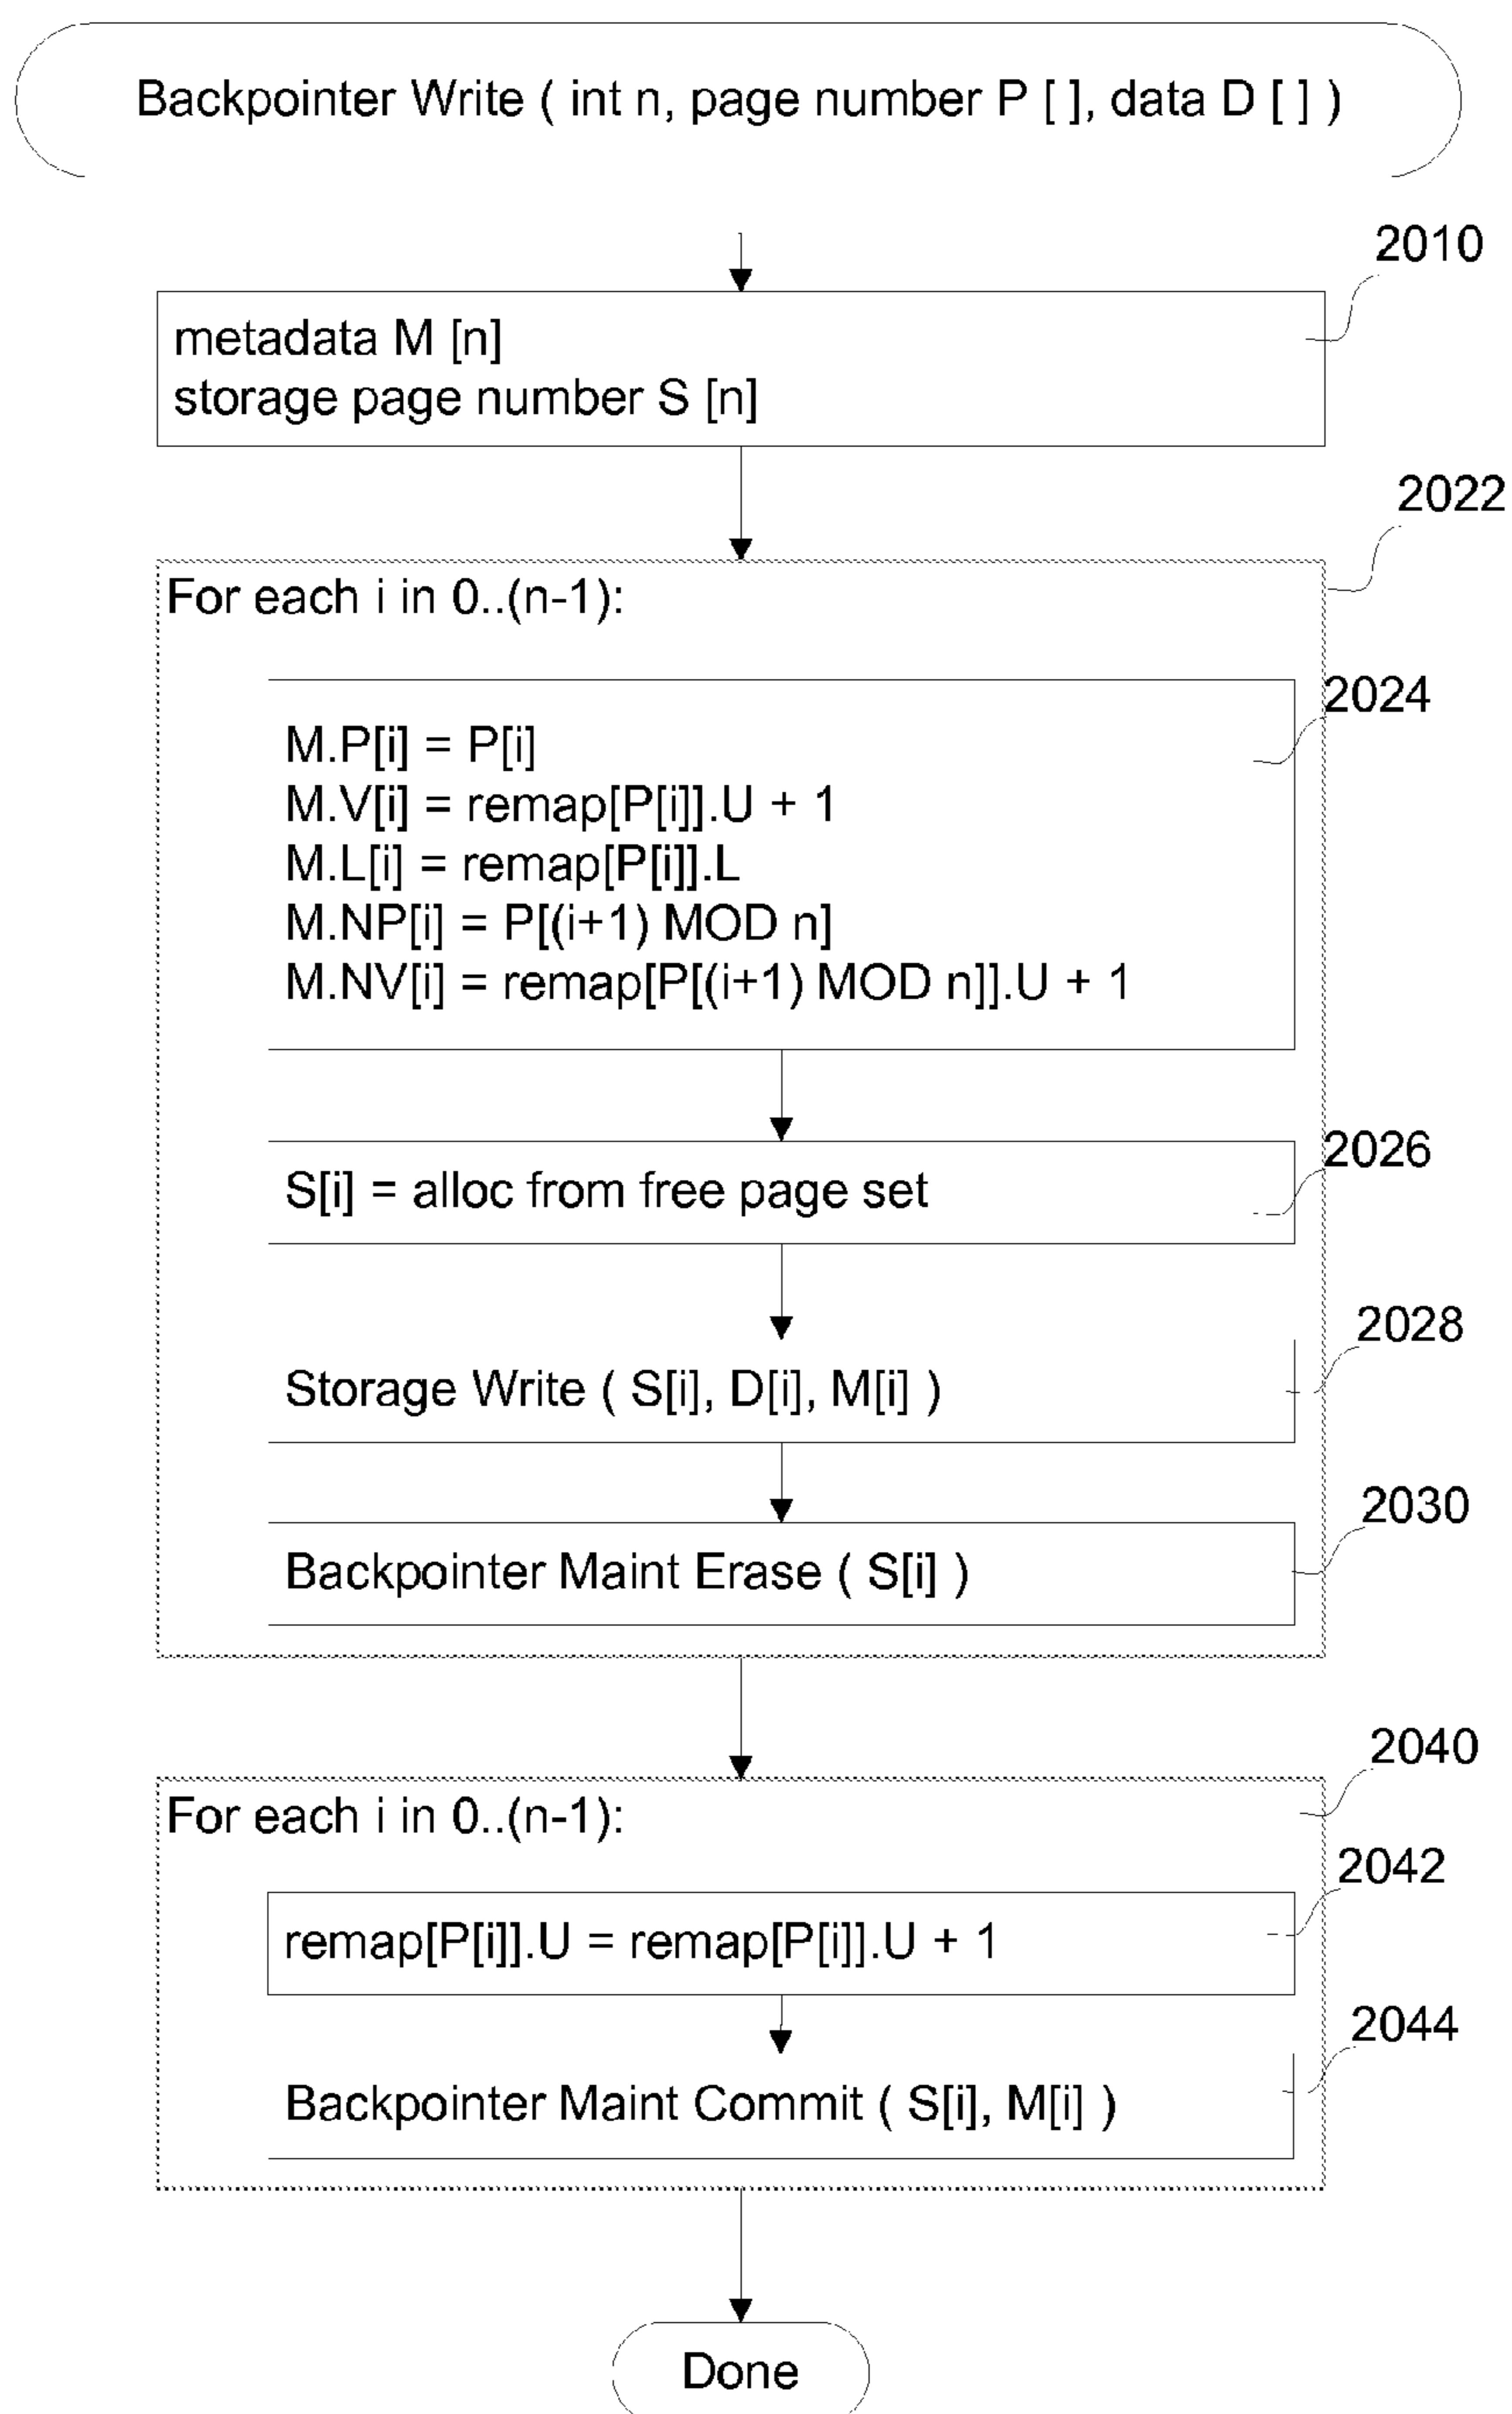 Backpointer Write ( int n, page number P [ ], data D [ ] )
2010
metadata M [n]
storage page number S [n]
2022
For each i in 0..(n-1):
2024
M.P[i] = P[i]
M.V[i] = remap[P[i]].U + 1
M.L[i] = remap[P[i]].L
M.NP[i] = P[(i+1) MOD n]
M.NV[i] = remap[P[(i+1) MOD n]].U + 1
2026
S[i] = alloc from free page set
2028
Storage Write ( S[i], D[i], M[i] )
2030
Backpointer Maint Erase ( S[i] )
2040
For each i in 0..(n-1):
2042
remap[P[i]].U = remap[P[i]].U + 1
2044
Backpointer Maint Commit ( S[i], M[i] )
Done